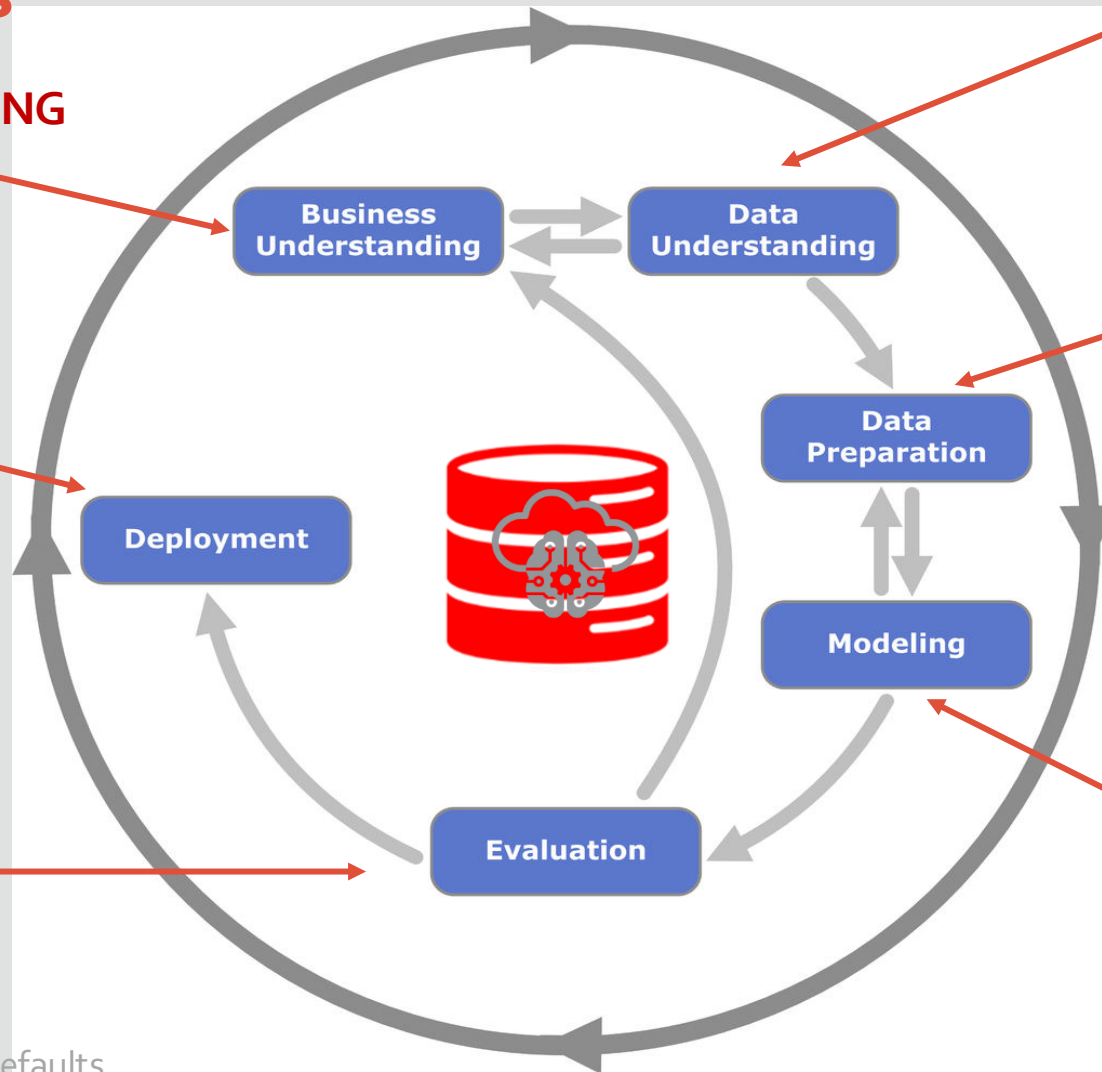 S
NG
Business
Understanding
Data
Understanding
Data
Preparation
Deployment
Modeling
Evaluation
efaults